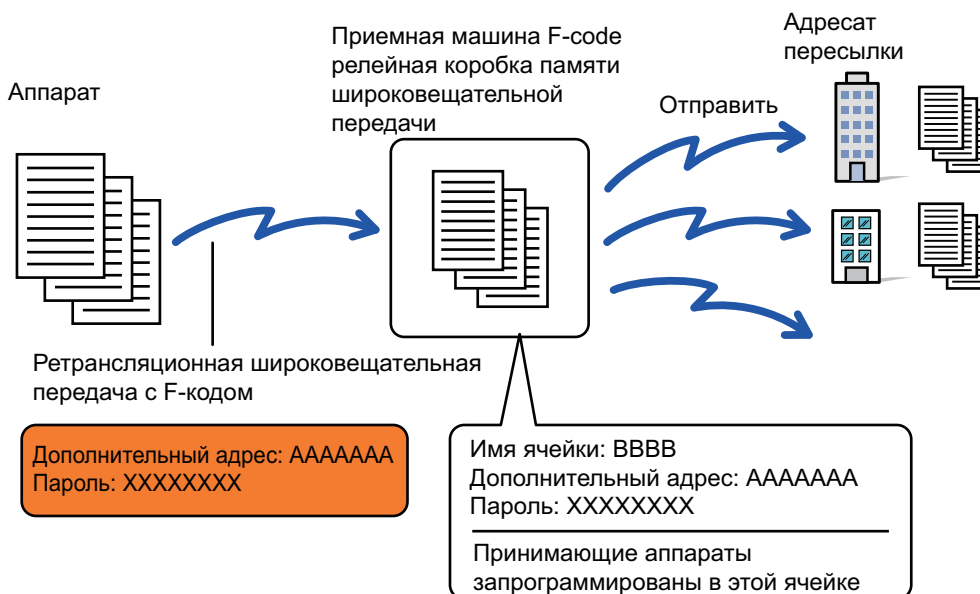 Аппарат
Приемная машина F-code
релейная коробка памяти
широковещательной
передачи
Адресат
пересылки
Отправить
Ретрансляционная широковещательная
передача с F-кодом
Дополнительный адрес: AAAAAAA
Пароль: XXXXXXXX
Имя ячейки: BBBB
Дополнительный адрес: AAAAAAA
Пароль: XXXXXXXX
Принимающие аппараты
запрограммированы в этой ячейке